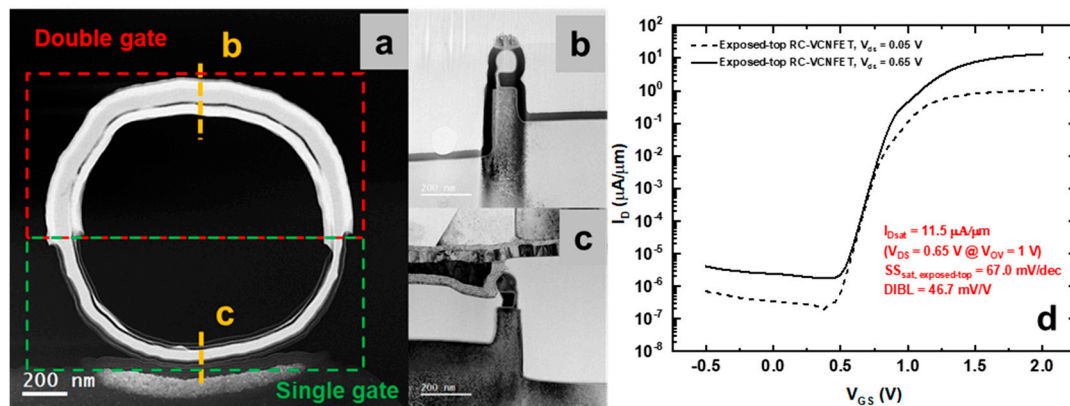 Double gate
a
b
c
200 nm
Single gate
b
200 nm
c
200 nm
10²
10¹
10⁰
10⁻¹
10⁻²
10⁻³
10⁻⁴
10⁻⁵
10⁻⁶
10⁻⁷
10⁻⁸
I_D (μA/μm)
Exposed-top RC-VCNFET, V_ds = 0.05 V
Exposed-top RC-VCNFET, V_ds = 0.65 V
I_Dsat = 11.5 μA/μm
(V_DS = 0.65 V @ V_OV = 1 V)
SS_sat, exposed-top = 67.0 mV/dec
DIBL = 46.7 mV/V
d
-0.5 0.0 0.5 1.0 1.5 2.0
V_GS (V)